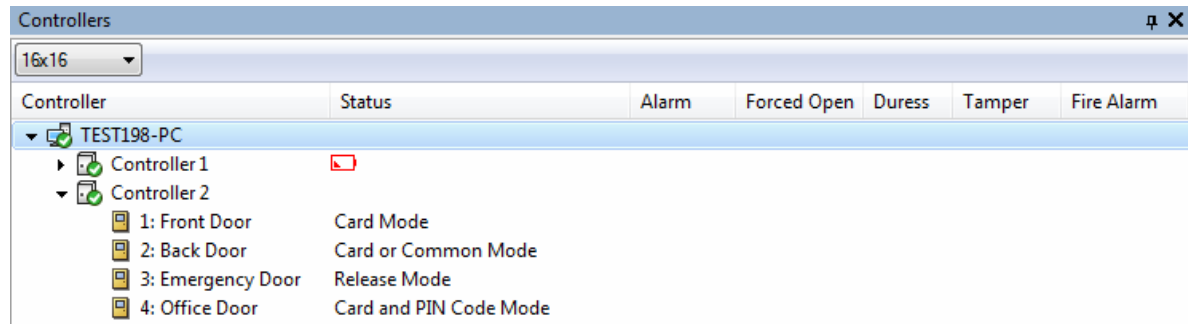 Controllers
16x16
Controller Status Alarm Forced Open Duress Tamper Fire Alarm
TEST198-PC
Controller 1
Controller 2
1: Front Door Card Mode
2: Back Door Card or Common Mode
3: Emergency Door Release Mode
4: Office Door Card and PIN Code Mode